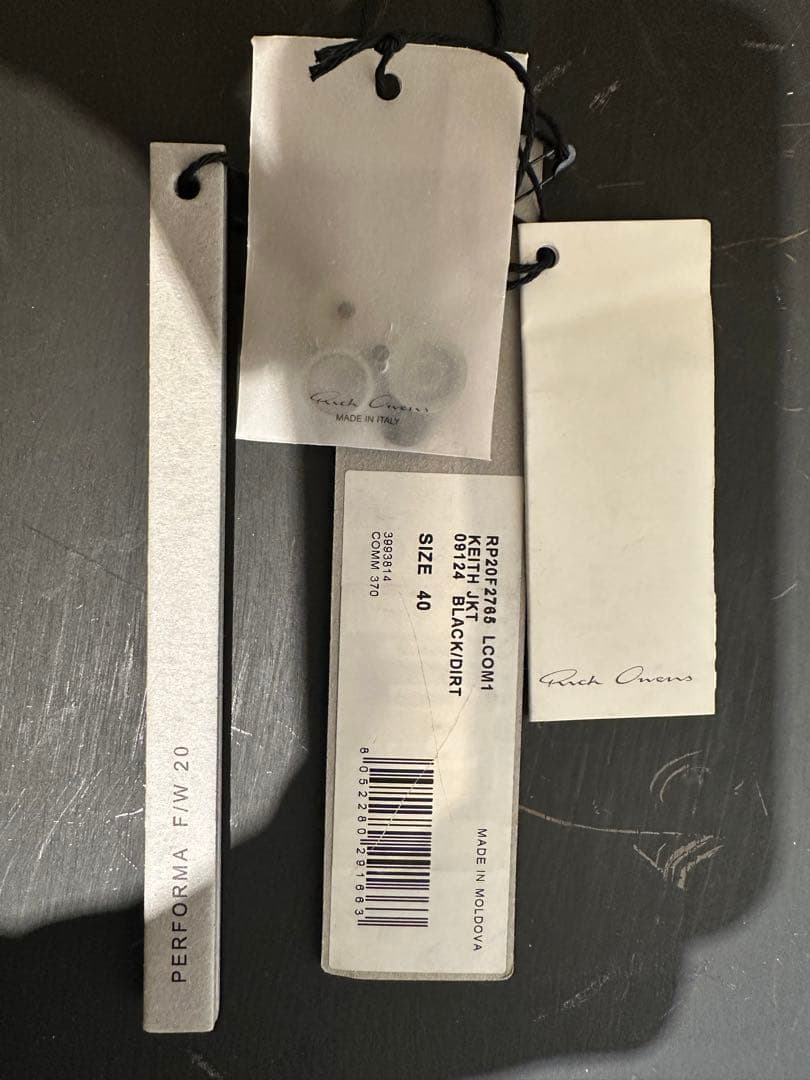 PERFORMA F/W 20
Rick Owens
MADE IN ITALY
RP20F2765 LCOM1
KEITH JKT
09124 BLACK/DIRT
SIZE 40
3993814
COMM 370
8052280291663
MADE IN MOLDOVA
Rick Owens